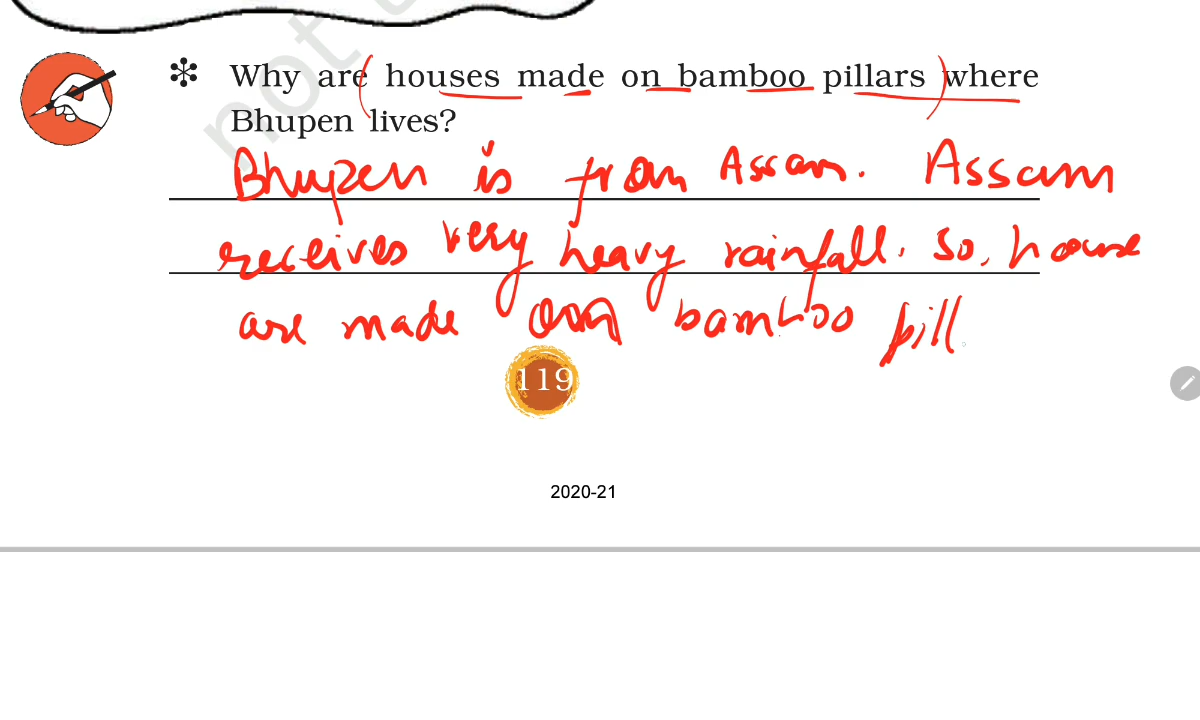 ❇ Why are houses made on bamboo pillars where
Bhupen lives?
Bhupen is from Assam. Assam
receives very heavy rainfall. So, house
are made on bamboo pill
119
2020-21
not